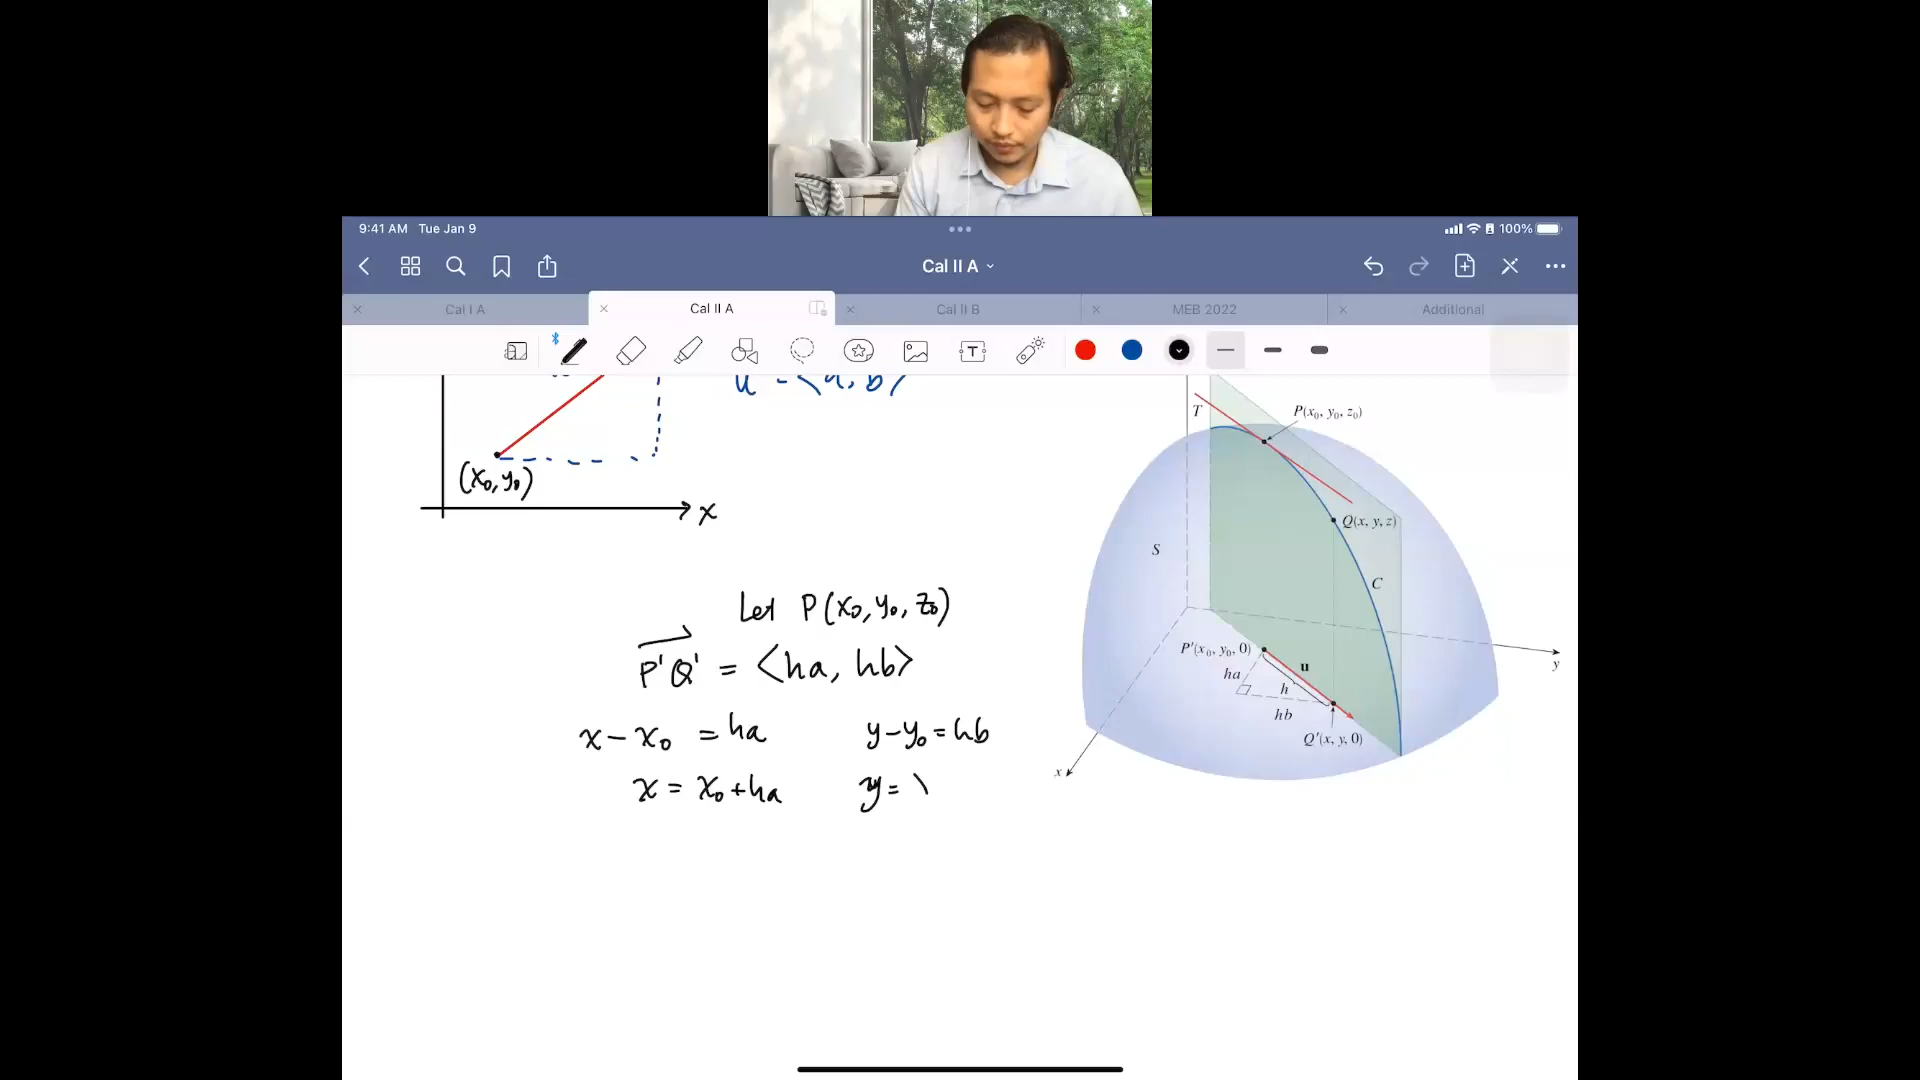 9:41 AM Tue Jan 9
100%
Cal II A
Cal I A
Cal II A
Cal II B
MEB 2022
Additional
T
u = ⟨a, b⟩
(x₀, y₀)
x
Let P(x₀, y₀, z₀)
P'Q' = ⟨ha, hb⟩
x − x₀ = ha y − y₀ = hb
x = x₀ + ha y =
T
P(x₀, y₀, z₀)
Q(x, y, z)
S
C
P'(x₀, y₀, 0)
u
ha
h
hb
Q'(x, y, 0)
y
x